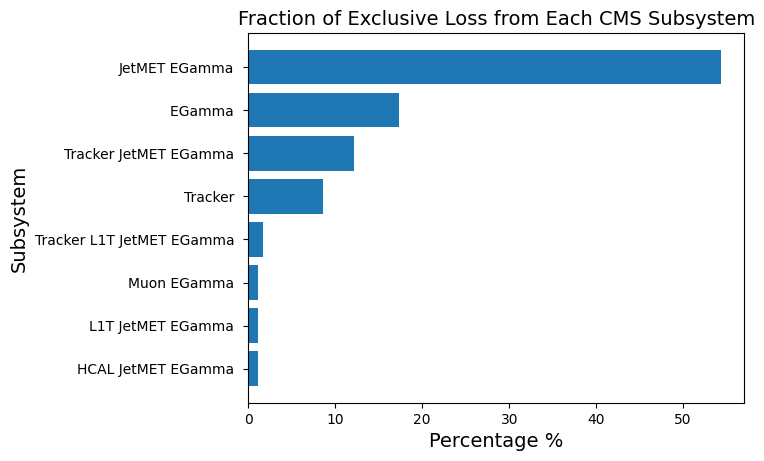 Fraction of Exclusive Loss from Each CMS Subsystem
Subsystem
JetMET EGamma
EGamma
Tracker JetMET EGamma
Tracker
Tracker L1T JetMET EGamma
Muon EGamma
L1T JetMET EGamma
HCAL JetMET EGamma
0 10 20 30 40 50
Percentage %